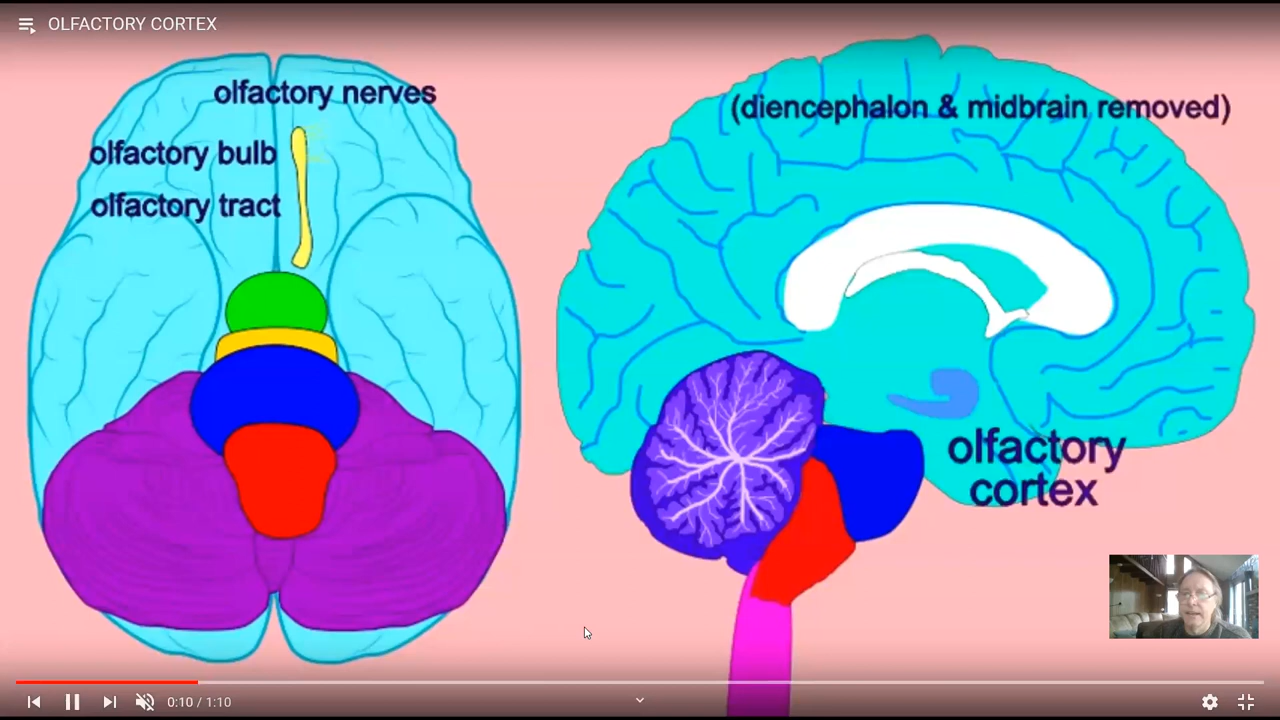 OLFACTORY CORTEX
olfactory nerves
olfactory bulb
olfactory tract
(diencephalon & midbrain removed)
olfactory
cortex
0:10 / 1:10